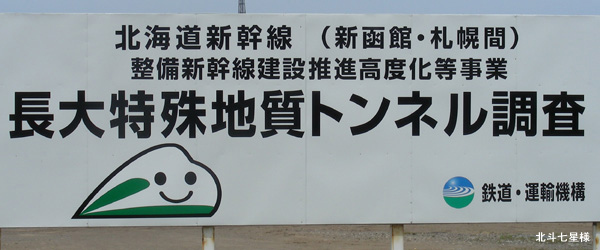 北海道新幹線 （新函館・札幌間）
整備新幹線建設推進高度化等事業
長大特殊地質トンネル調査
鉄道・運輸機構
北斗七星様